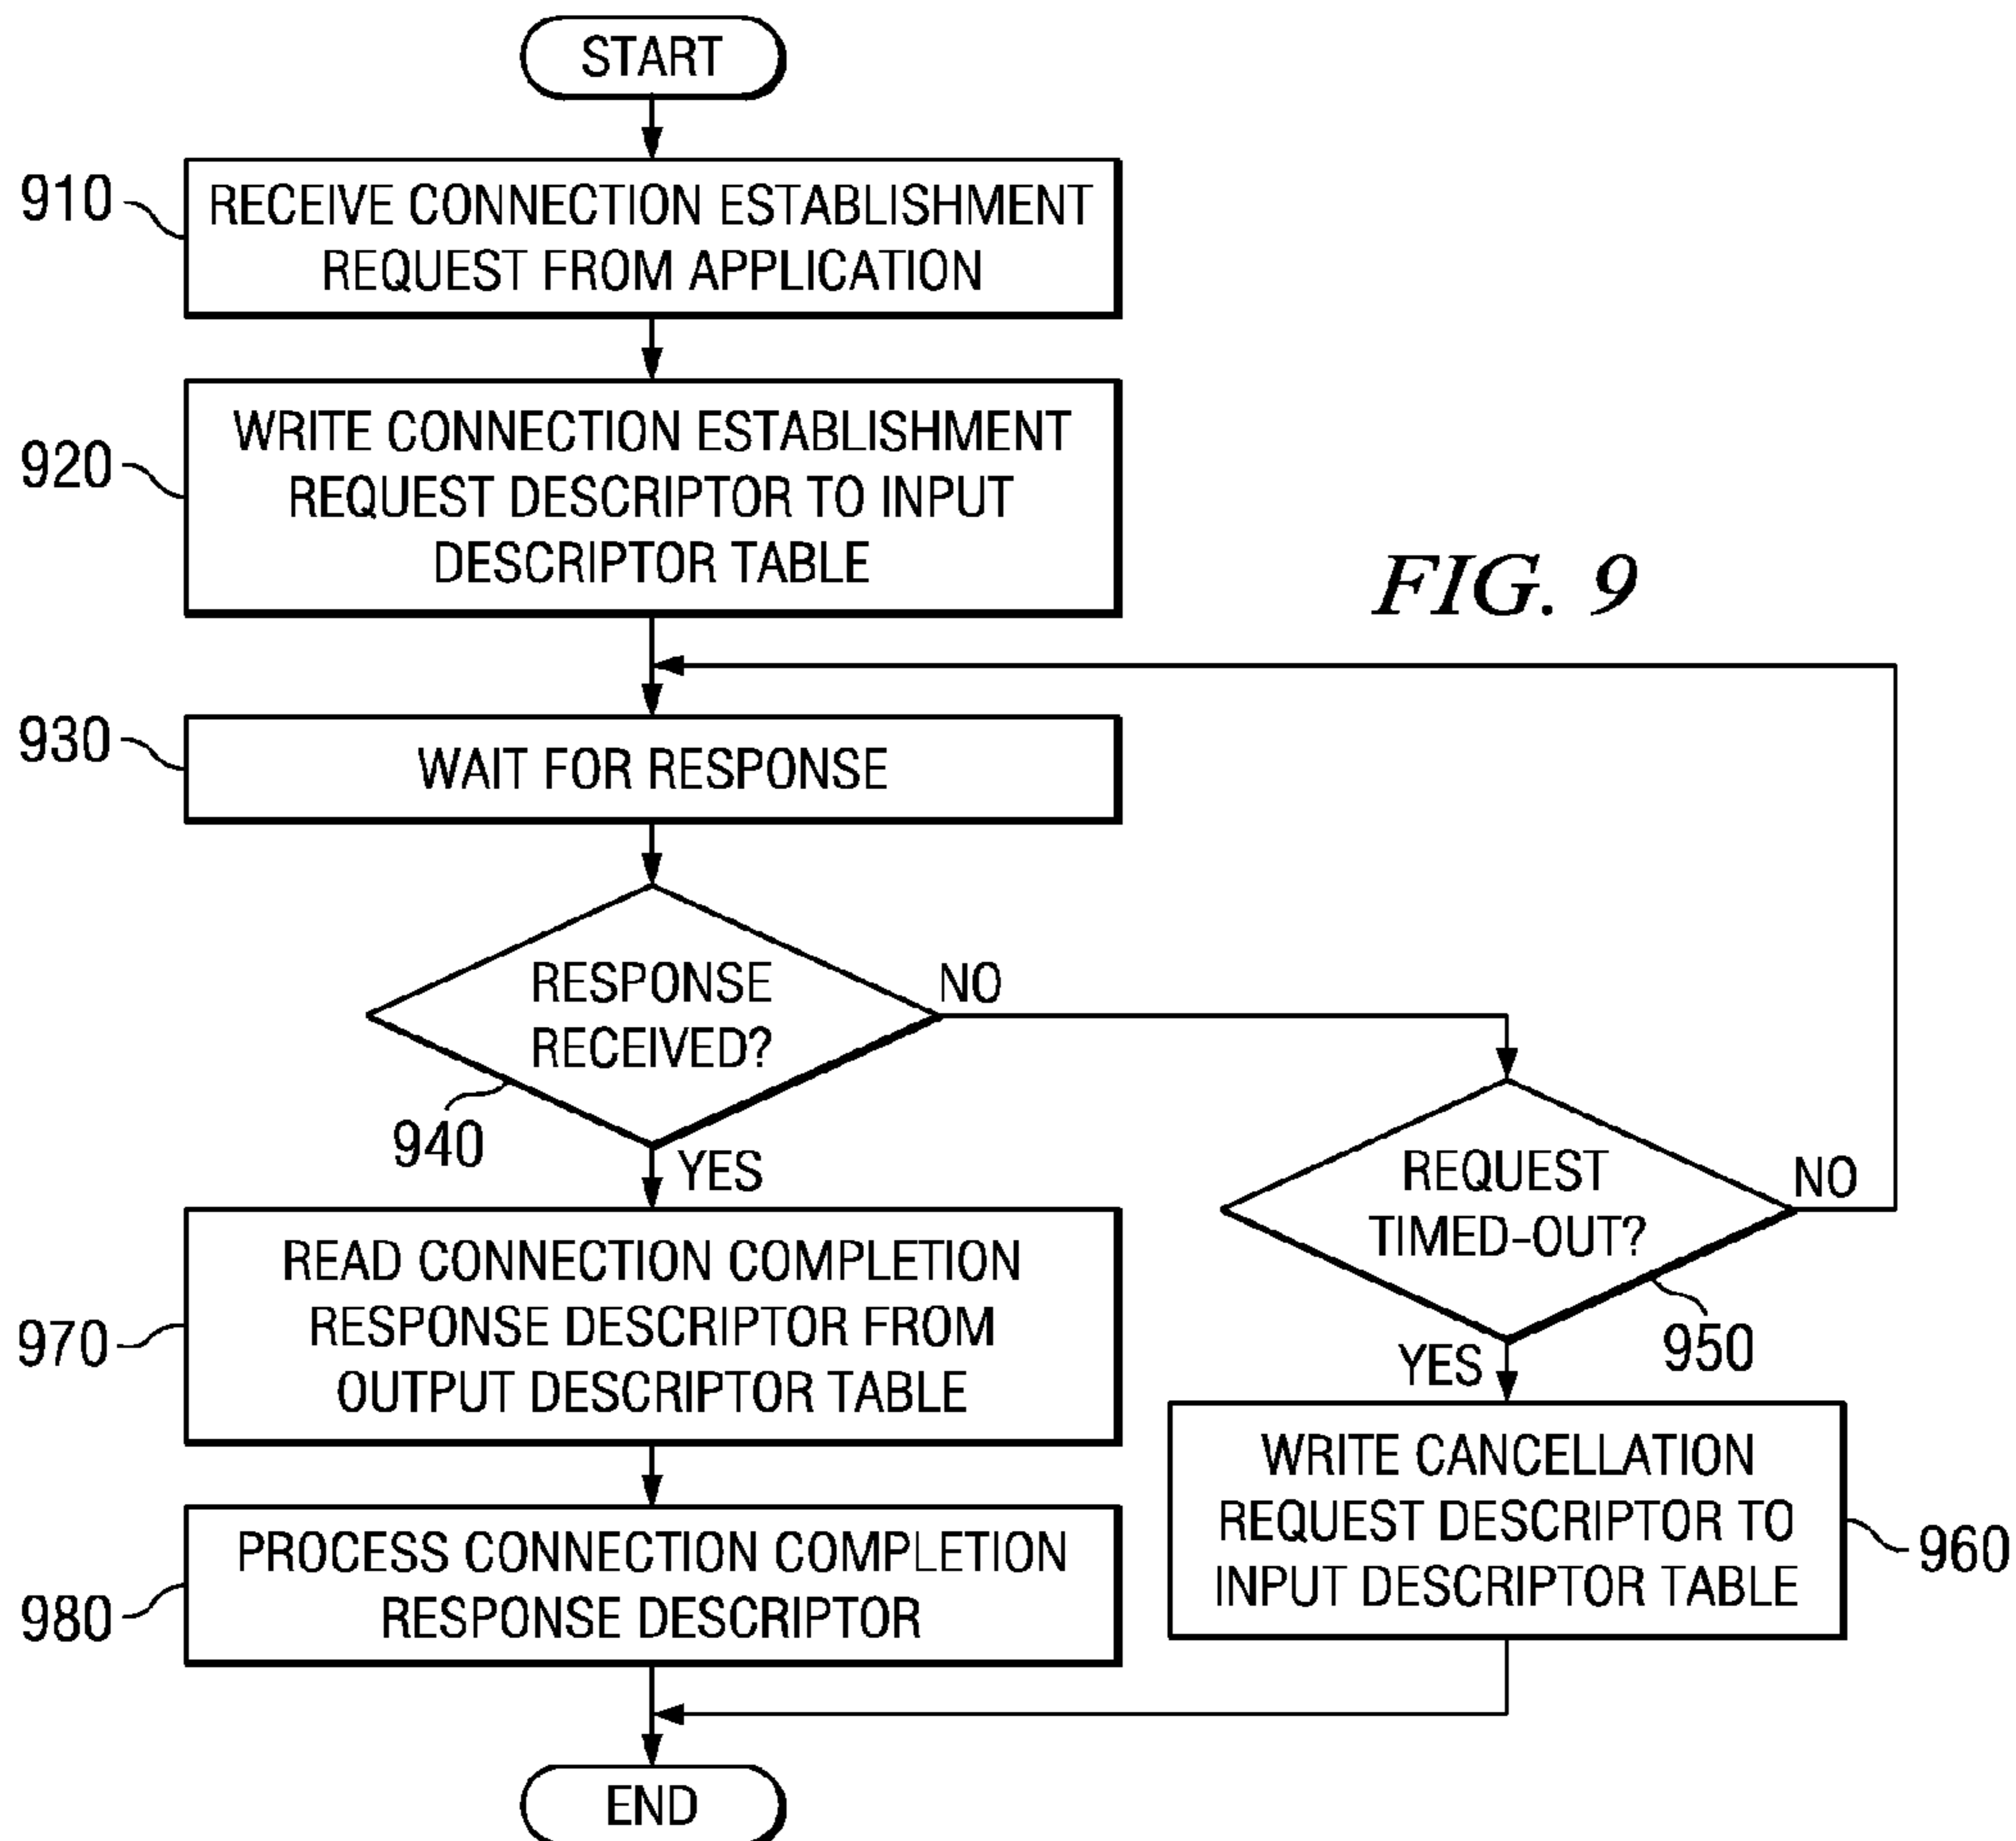 START
910
RECEIVE CONNECTION ESTABLISHMENT
REQUEST FROM APPLICATION
920
WRITE CONNECTION ESTABLISHMENT
REQUEST DESCRIPTOR TO INPUT
DESCRIPTOR TABLE
FIG. 9
930
WAIT FOR RESPONSE
RESPONSE
RECEIVED?
NO
940
YES
REQUEST
TIMED-OUT?
NO
950
YES
970
READ CONNECTION COMPLETION
RESPONSE DESCRIPTOR FROM
OUTPUT DESCRIPTOR TABLE
WRITE CANCELLATION
REQUEST DESCRIPTOR TO
INPUT DESCRIPTOR TABLE
960
980
PROCESS CONNECTION COMPLETION
RESPONSE DESCRIPTOR
END